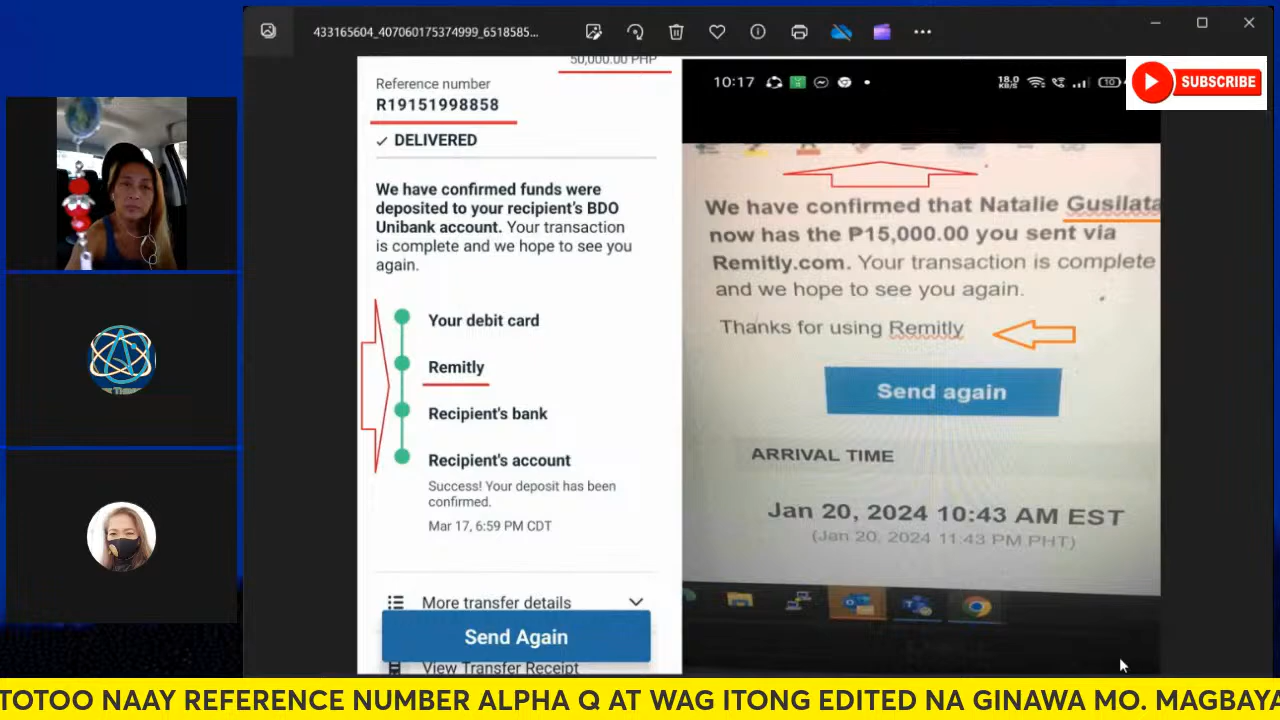 433165604_407060175374999_6518585...
50,000.00 PHP
Reference number
R19151998858
DELIVERED
We have confirmed funds were
deposited to your recipient's BDO
Unibank account. Your transaction
is complete and we hope to see you
again.
Your debit card
Remitly
Recipient's bank
Recipient's account
Success! Your deposit has been
confirmed.
Mar 17, 6:59 PM CDT
More transfer details
Send Again
View Transfer Receipt
10:17
18.0
KB/S
10
We have confirmed that Natalie Gusilata
now has the ₱15,000.00 you sent via
Remitly.com. Your transaction is complete
and we hope to see you again.
Thanks for using Remitly
Send again
ARRIVAL TIME
Jan 20, 2024 10:43 AM EST
(Jan 20, 2024 11:43 PM PHT)
SUBSCRIBE
TOTOO NAAY REFERENCE NUMBER ALPHA Q AT WAG ITONG EDITED NA GINAWA MO. MAGBAYA